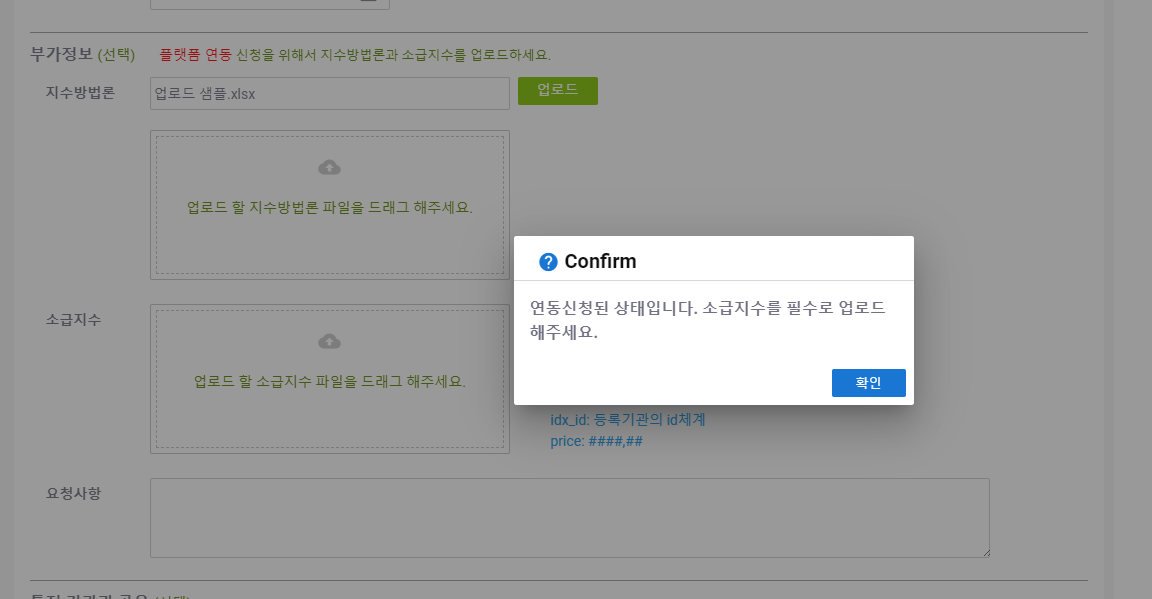 부가정보 (선택) 플랫폼 연동 신청을 위해서 지수방법론과 소급지수를 업로드하세요.
지수방법론 업로드 샘플.xlsx 업로드
업로드 할 지수방법론 파일을 드래그 해주세요.
Confirm
연동신청된 상태입니다. 소급지수를 필수로 업로드
해주세요.
확인
소급지수
업로드 할 소급지수 파일을 드래그 해주세요.
idx_id: 등록기관의 id체계
price: ####,##
요청사항